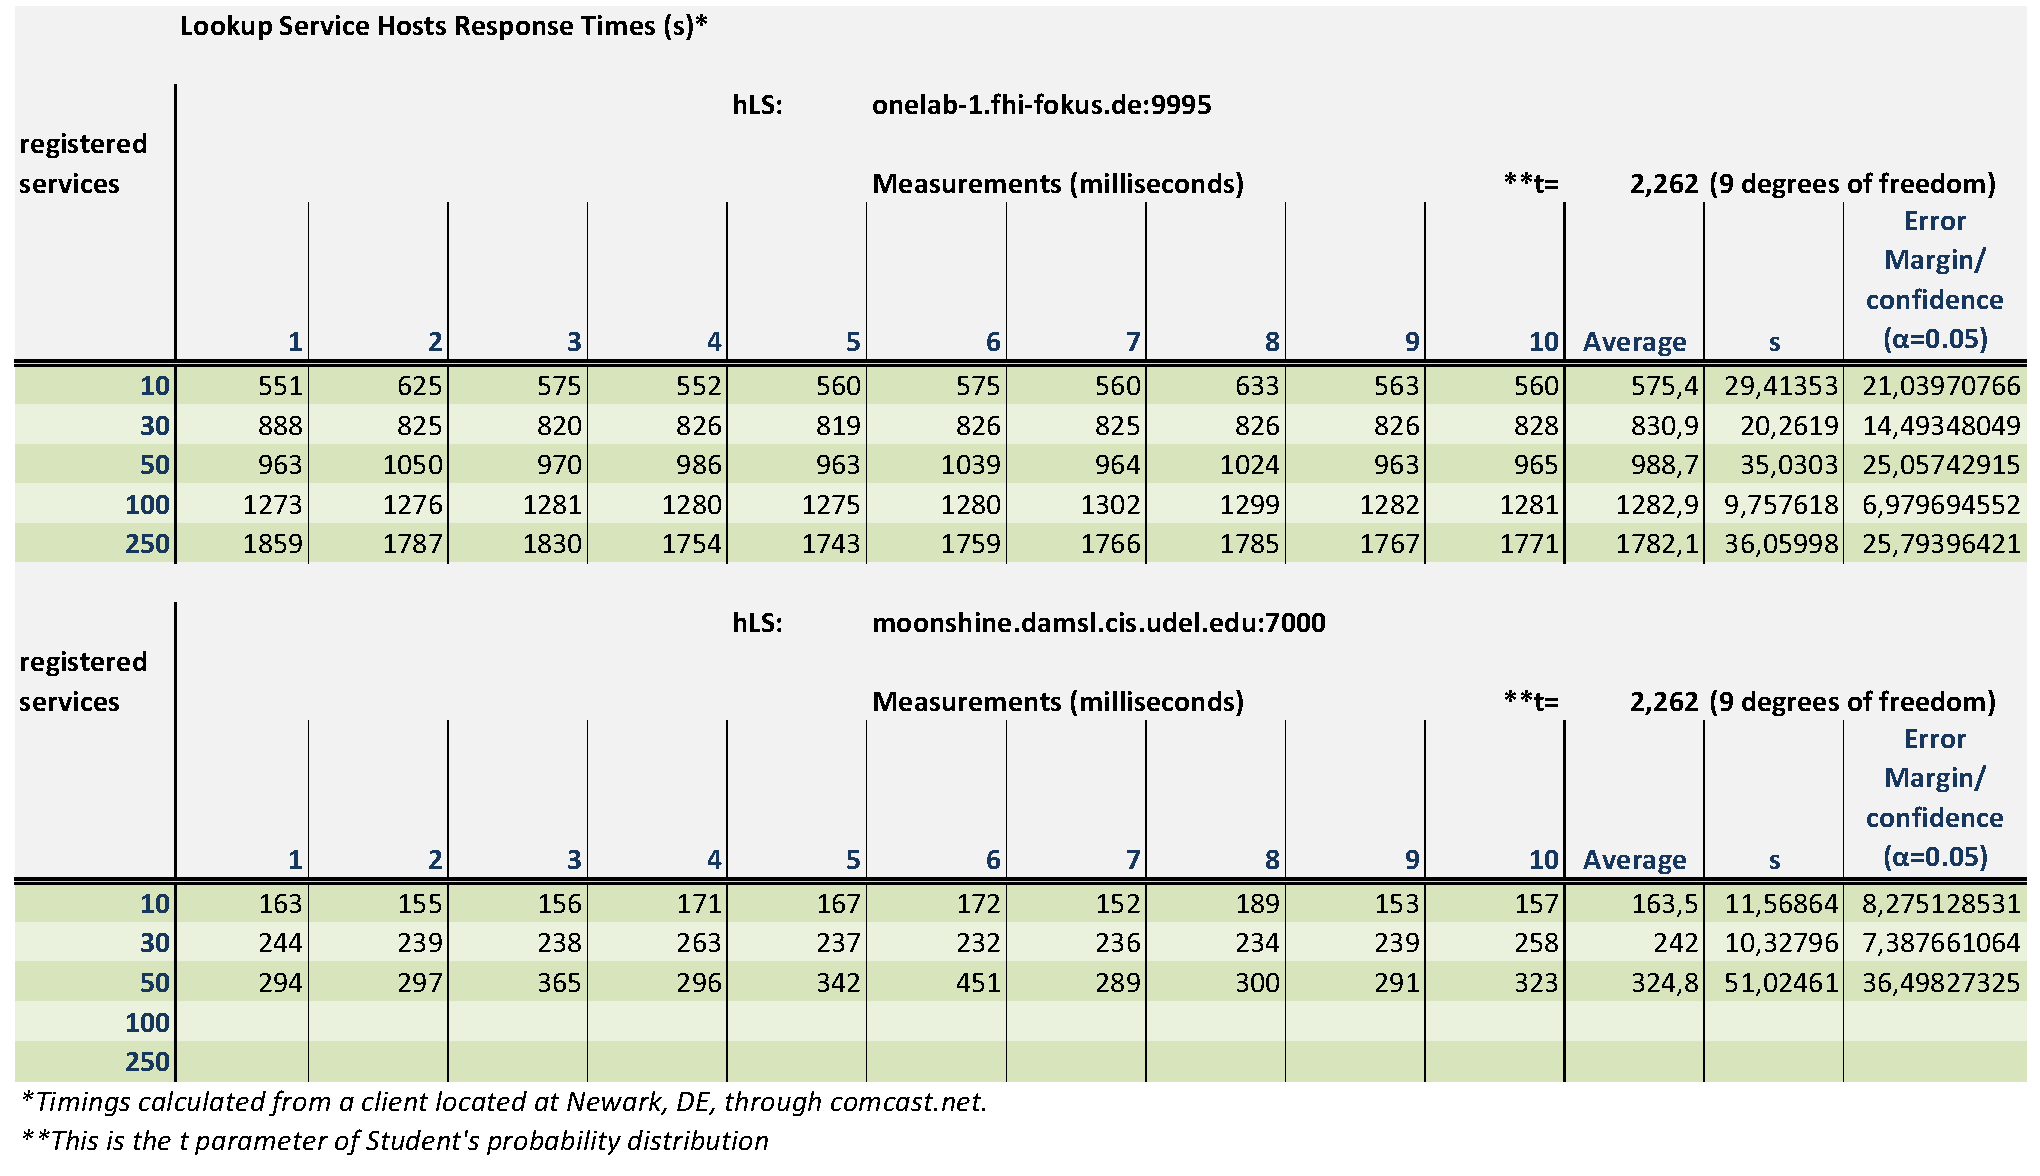 Lookup Service Hosts Response Times (s)*
hLS: onelab-1.fhi-fokus.de:9995
registered
services Measurements (milliseconds) **t= 2,262 (9 degrees of freedom)
Error
Margin/
confidence
1 2 3 4 5 6 7 8 9 10 Average s (α=0.05)
10 551 625 575 552 560 575 560 633 563 560 575,4 29,41353 21,03970766
30 888 825 820 826 819 826 825 826 826 828 830,9 20,2619 14,49348049
50 963 1050 970 986 963 1039 964 1024 963 965 988,7 35,0303 25,05742915
100 1273 1276 1281 1280 1275 1280 1302 1299 1282 1281 1282,9 9,757618 6,979694552
250 1859 1787 1830 1754 1743 1759 1766 1785 1767 1771 1782,1 36,05998 25,79396421
hLS: moonshine.damsl.cis.udel.edu:7000
registered
services Measurements (milliseconds) **t= 2,262 (9 degrees of freedom)
Error
Margin/
confidence
1 2 3 4 5 6 7 8 9 10 Average s (α=0.05)
10 163 155 156 171 167 172 152 189 153 157 163,5 11,56864 8,275128531
30 244 239 238 263 237 232 236 234 239 258 242 10,32796 7,387661064
50 294 297 365 296 342 451 289 300 291 323 324,8 51,02461 36,49827325
100
250
*Timings calculated from a client located at Newark, DE, through comcast.net.
**This is the t parameter of Student's probability distribution